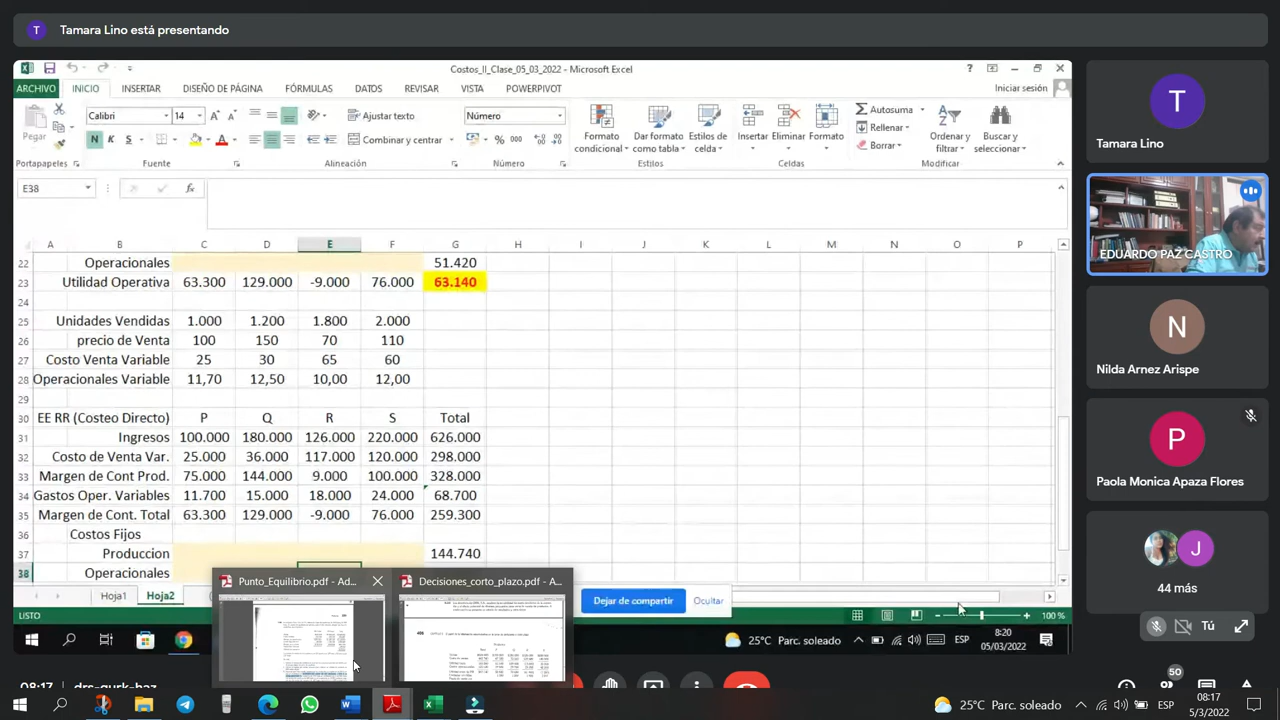 T Tamara Lino está presentando
Costos_II_Clase_05_03_2022 - Microsoft Excel
ARCHIVO INICIO INSERTAR DISEÑO DE PÁGINA FÓRMULAS DATOS REVISAR VISTA POWERPIVOT Iniciar sesión
Pegar Calibri 14 Ajustar texto Número Formato condicional Dar formato como tabla Estilos de celda Insertar Eliminar Formato Autosuma Rellenar Borrar Ordenar y filtrar Buscar y seleccionar
N K S Combinar y centrar % 000
Portapapeles Fuente Alineación Número Estilos Celdas Modificar
E38 fx
A B C D E F G H I J K L M N O P
22 Operacionales 51.420
23 Utilidad Operativa 63.300 129.000 -9.000 76.000 63.140
24
25 Unidades Vendidas 1.000 1.200 1.800 2.000
26 precio de Venta 100 150 70 110
27 Costo Venta Variable 25 30 65 60
28 Operacionales Variable 11,70 12,50 10,00 12,00
29
30 EE RR (Costeo Directo) P Q R S Total
31 Ingresos 100.000 180.000 126.000 220.000 626.000
32 Costo de Venta Var. 25.000 36.000 117.000 120.000 298.000
33 Margen de Cont Prod. 75.000 144.000 9.000 100.000 328.000
34 Gastos Oper. Variables 11.700 15.000 18.000 24.000 68.700
35 Margen de Cont. Total 63.300 129.000 -9.000 76.000 259.300
36 Costos Fijos
37 Produccion 144.740
38 Operacionales
Hoja1 Hoja2
Punto_Equilibrio.pdf - Ad... Decisiones_corto_plazo.pdf - A...
Dejar de Ocultar
LISTO 100 %
Parc. soleado ESP 05/03/2022
T
Tamara Lino
EDUARDO PAZ CASTRO
N
Nilda Arnez Arispe
P
Paola Monica Apaza Flores
J
14 más
Tú
25°C Parc. soleado ESP 08:17
5/3/2022